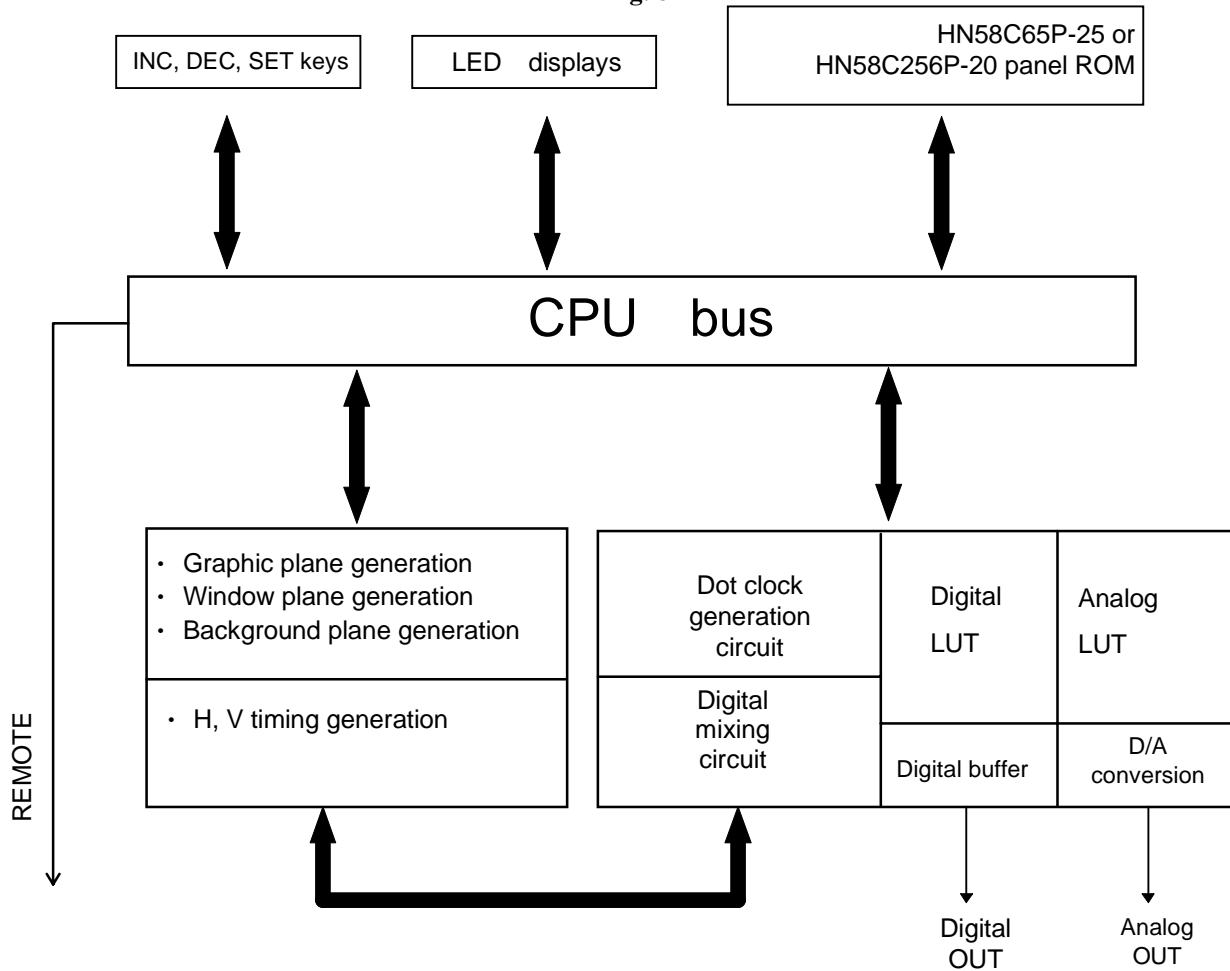 INC, DEC, SET keys
LED displays
HN58C65P-25 or
HN58C256P-20 panel ROM
CPU bus
REMOTE
・ Graphic plane generation
・ Window plane generation
・ Background plane generation
・ H, V timing generation
Dot clock
generation
circuit
Digital
mixing
circuit
Digital
LUT
Analog
LUT
Digital buffer
D/A
conversion
Digital
OUT
Analog
OUT